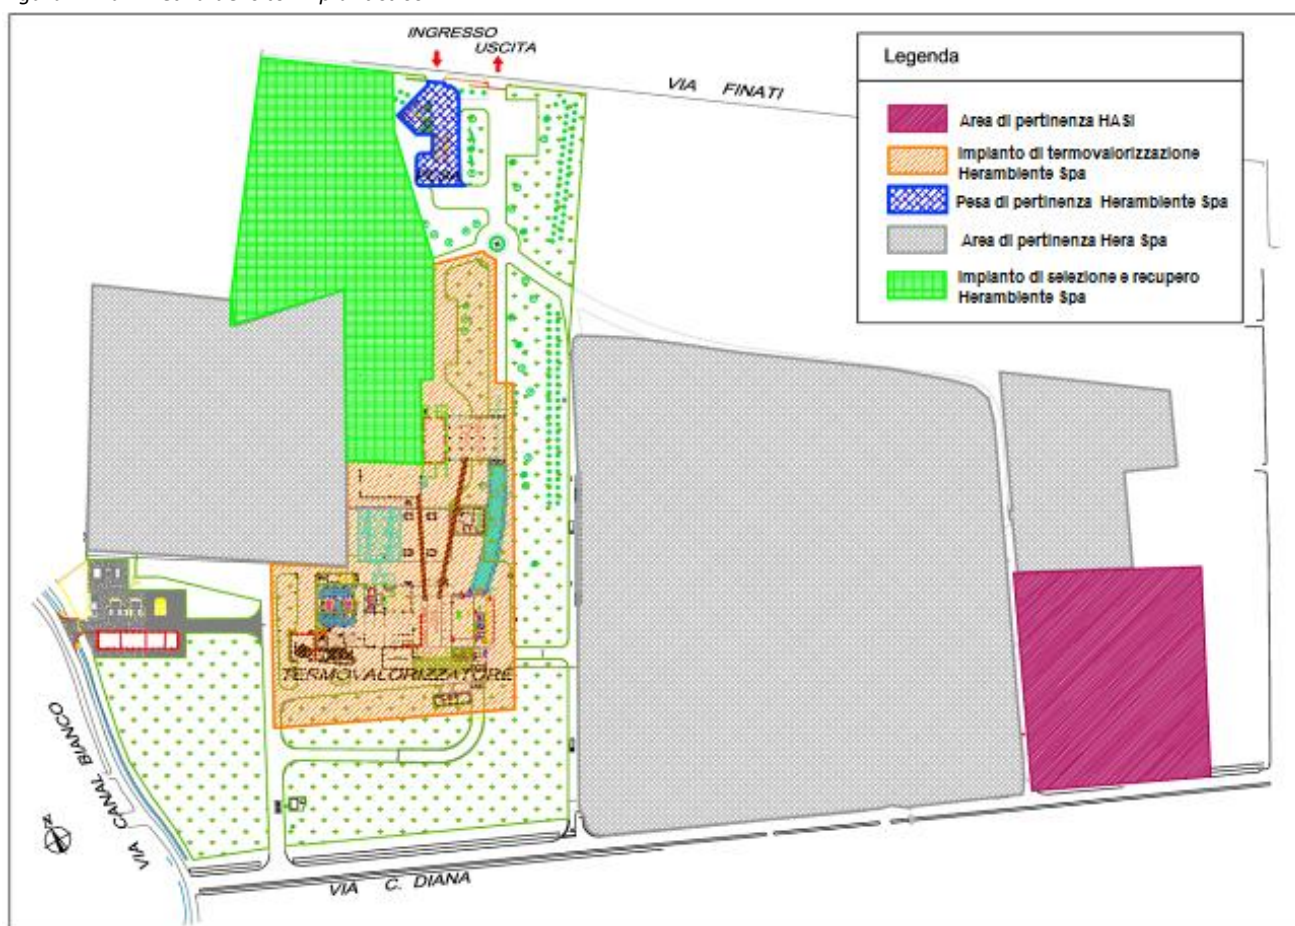 INGRESSO
USCITA
VIA FINATI
Legenda
Area di pertinenza HASI
Impianto di termovalorizzazione
Herambiente Spa
Pesa di pertinenza Herambiente Spa
Area di pertinenza Hera Spa
Impianto di selezione e recupero
Herambiente Spa
TERMOVALORIZZATORE
VIA CANAL BIANCO
N
VIA C. DIANA